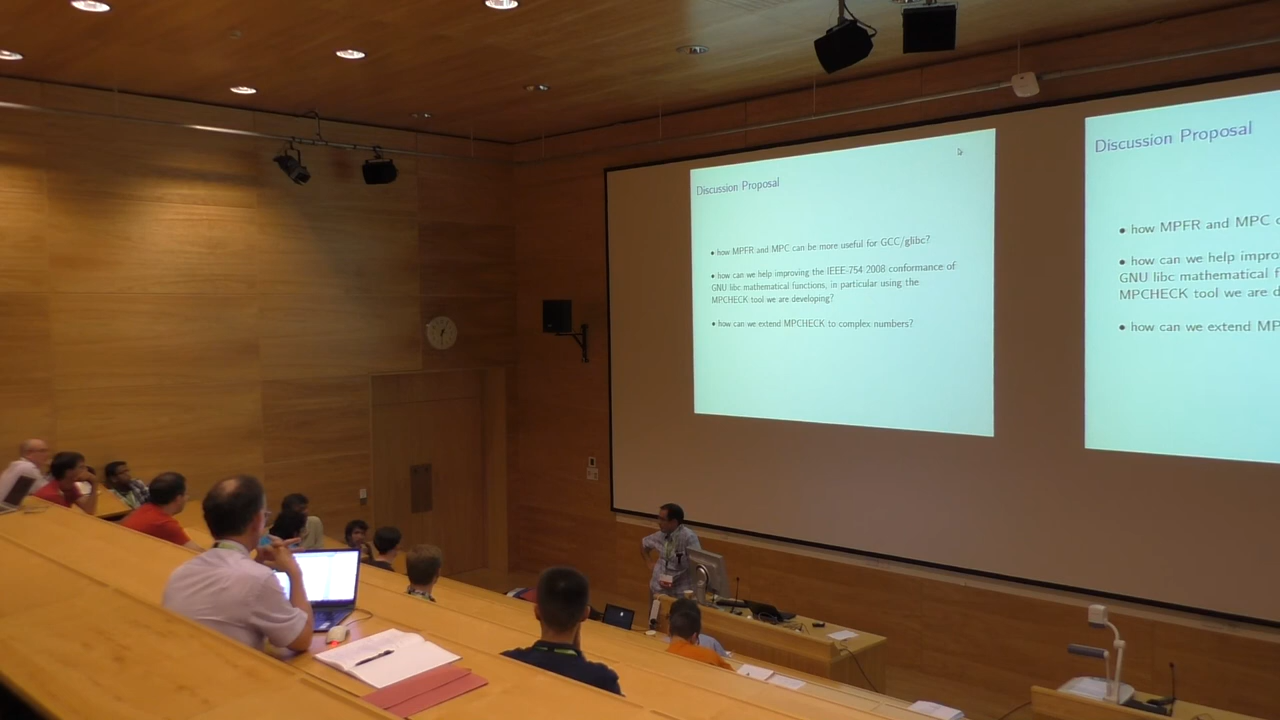 Discussion Proposal
• how MPFR and MPC can be more useful for GCC/glibc?
• how can we help improving the IEEE-754 2008 conformance of
GNU libc mathematical functions, in particular using the
MPCHECK tool we are developing?
• how can we extend MPCHECK to complex numbers?
Discussion Proposal
• how MPFR and MPC
• how can we help impro
GNU libc mathematical f
MPCHECK tool we are d
• how can we extend MP